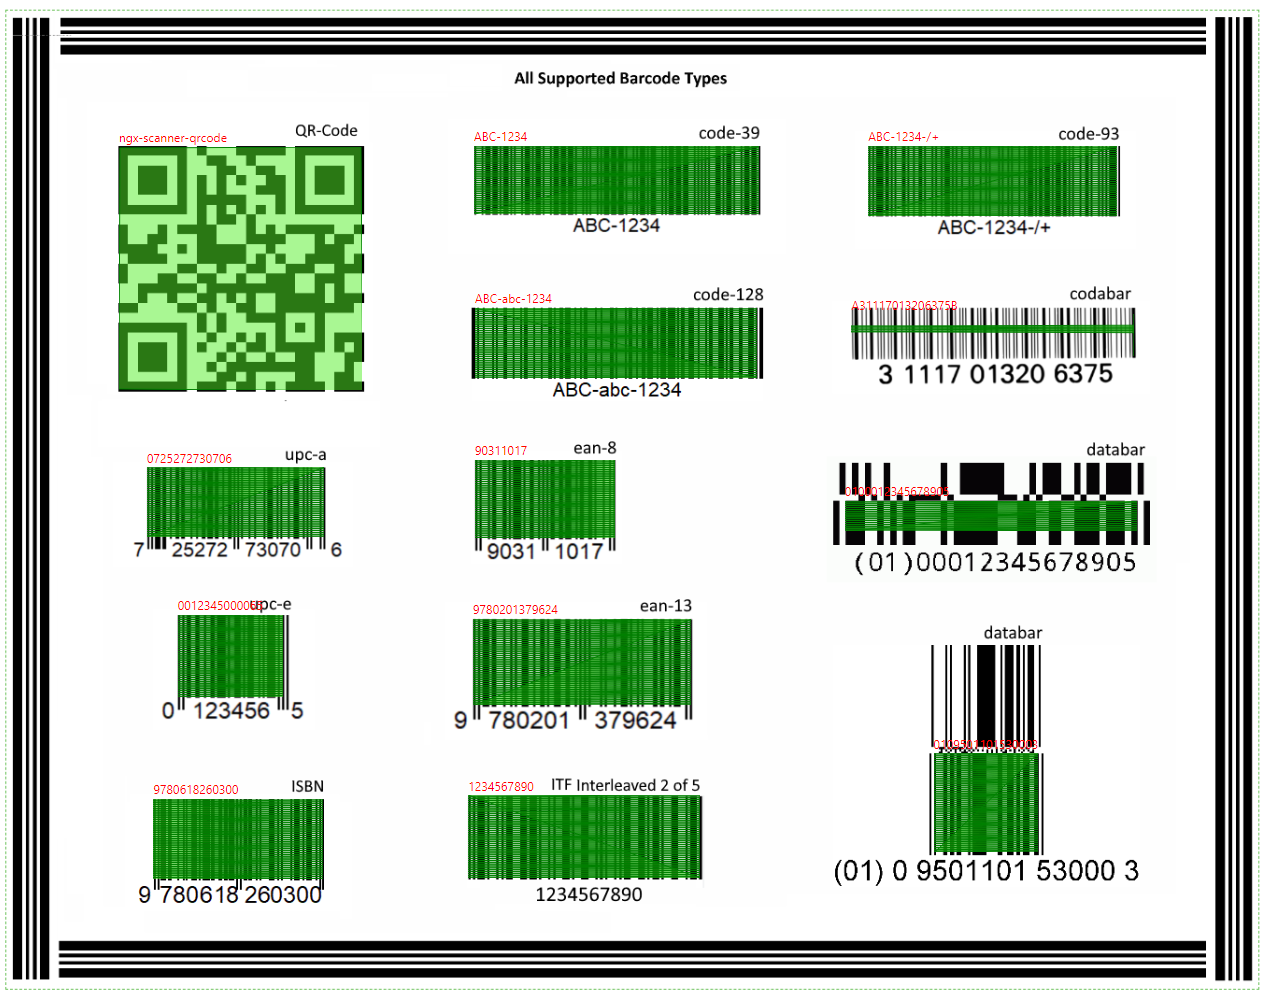 All Supported Barcode Types
ngx-scanner-qrcode
QR-Code
ABC-1234
code-39
ABC-1234
ABC-1234-/+
code-93
ABC-1234-/+
ABC-abc-1234
code-128
ABC-abc-1234
A31117013206375B
codabar
3 1117 01320 6375
0725272730706
upc-a
7 25272 73070 6
90311017
ean-8
9031 1017
databar
(01)00012345678905
upc-e
0 123456 5
9780201379624
ean-13
9 780201 379624
databar
(01) 0 9501101 53000 3
9780618260300
ISBN
9 780618 260300
1234567890
ITF Interleaved 2 of 5
1234567890